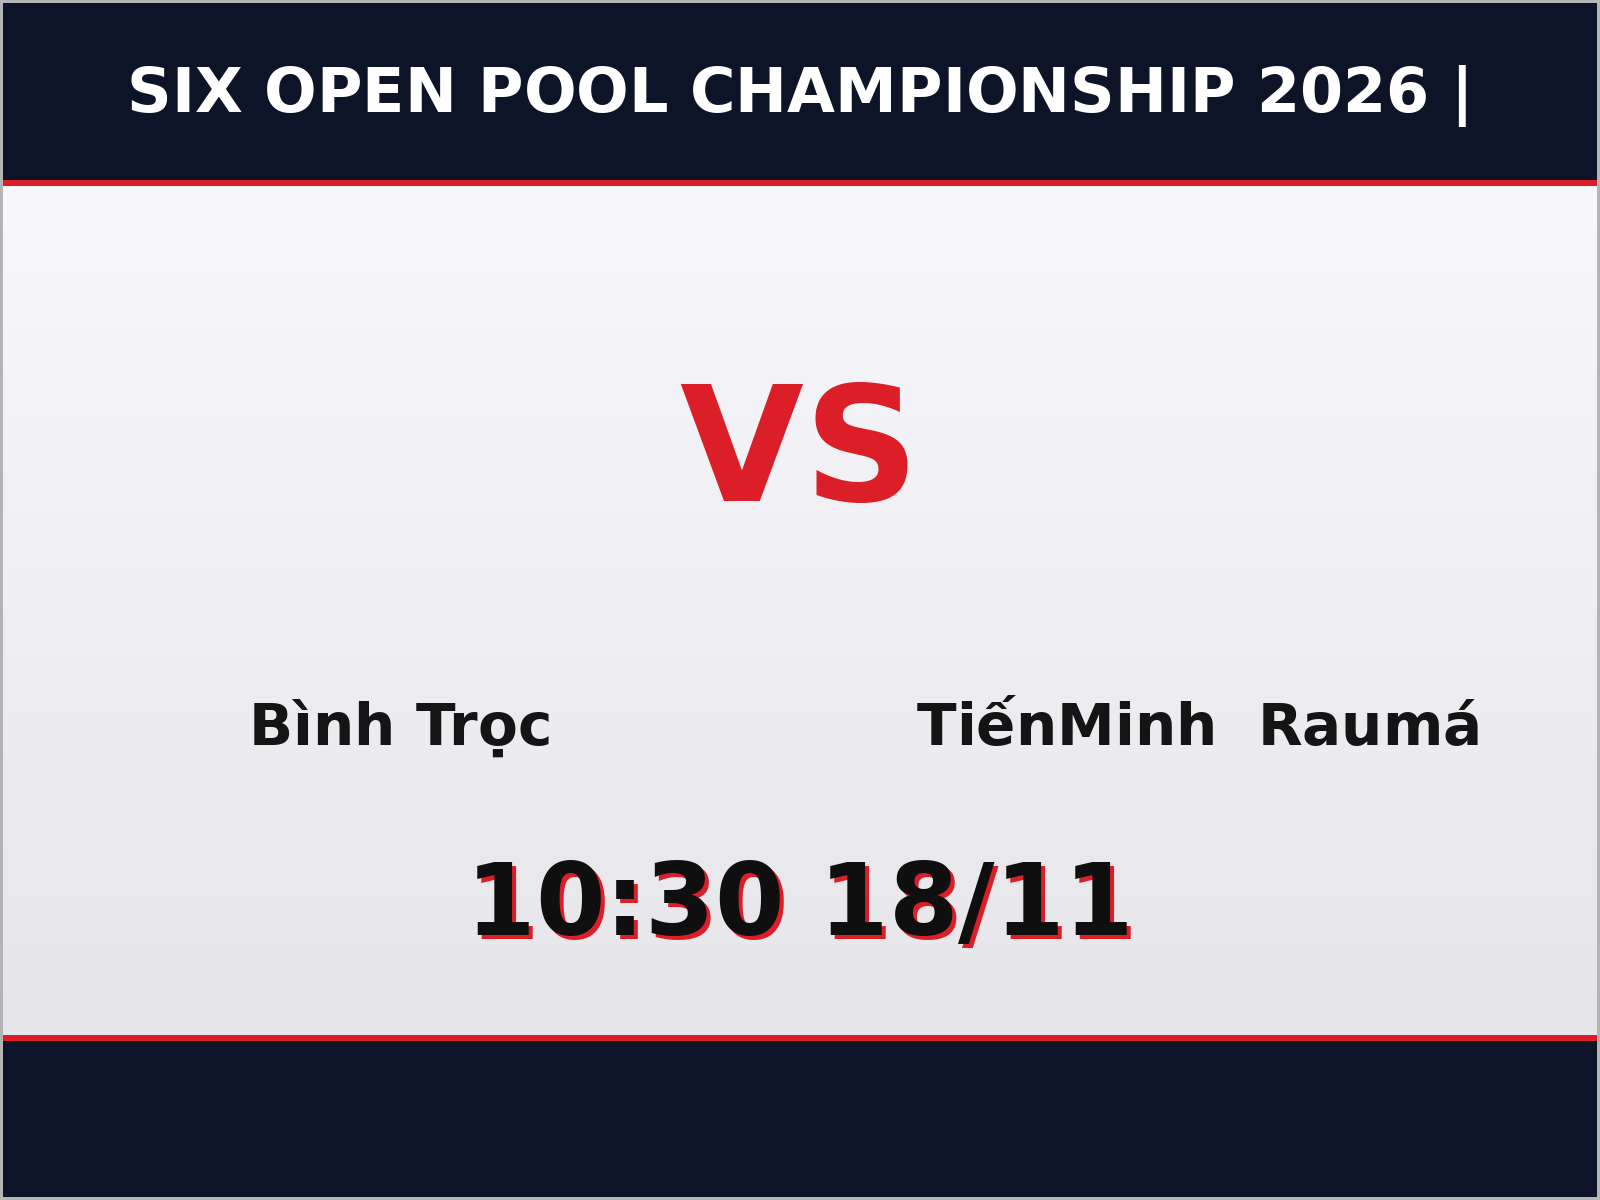 SIX OPEN POOL CHAMPIONSHIP 2026 |
VS
Bình Trọc
TiếnMinh  Raumá
10:30 18/11